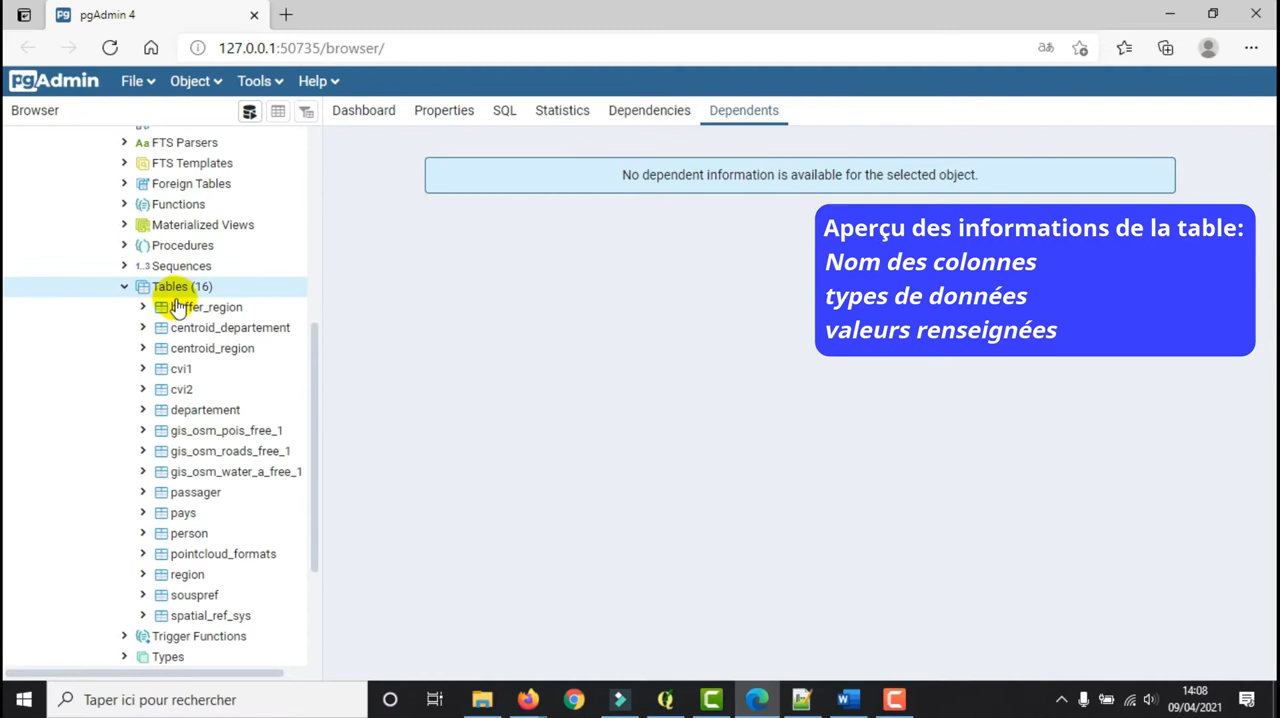 pgAdmin 4
127.0.0.1:50735/browser/
pgAdmin File Object Tools Help
Browser
Dashboard Properties SQL Statistics Dependencies Dependents
Aa FTS Parsers
FTS Templates
Foreign Tables
Functions
Materialized Views
Procedures
1..3 Sequences
Tables (16)
buffer_region
centroid_departement
centroid_region
cvi1
cvi2
departement
gis_osm_pois_free_1
gis_osm_roads_free_1
gis_osm_water_a_free_1
passager
pays
person
pointcloud_formats
region
souspref
spatial_ref_sys
Trigger Functions
Types
No dependent information is available for the selected object.
Aperçu des informations de la table:
Nom des colonnes
types de données
valeurs renseignées
Taper ici pour rechercher
14:08
09/04/2021